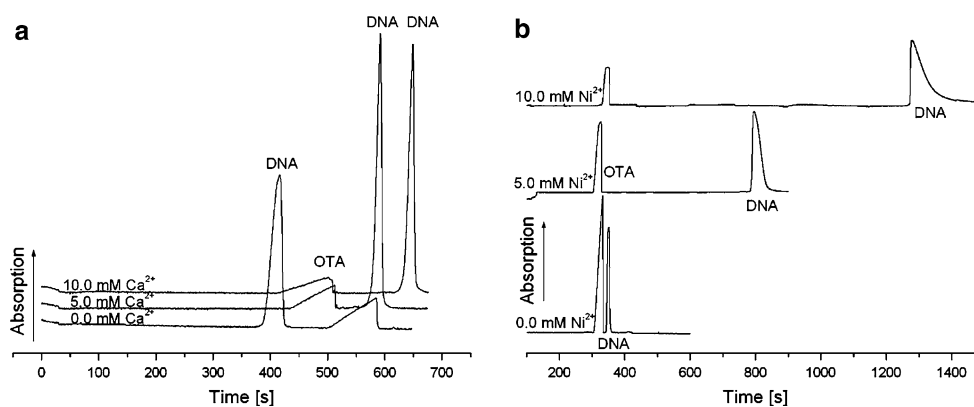 a
DNA DNA
DNA
OTA
10.0 mM Ca²⁺
5.0 mM Ca²⁺
0.0 mM Ca²⁺
Absorption
0 100 200 300 400 500 600 700
Time [s]
b
10.0 mM Ni²⁺
DNA
5.0 mM Ni²⁺
OTA
DNA
0.0 mM Ni²⁺
DNA
Absorption
200 400 600 800 1000 1200 1400
Time [s]